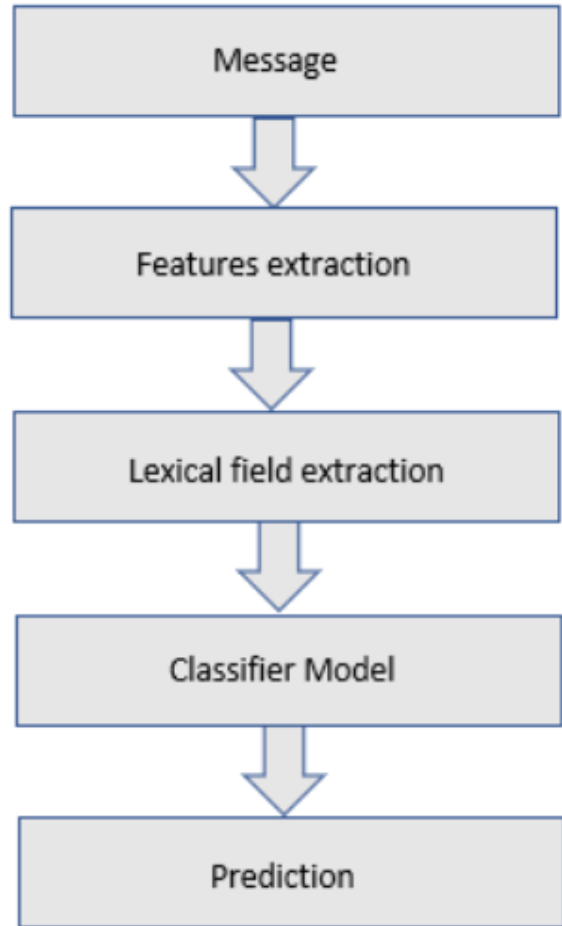 Message
Features extraction
Lexical field extraction
Classifier Model
Prediction